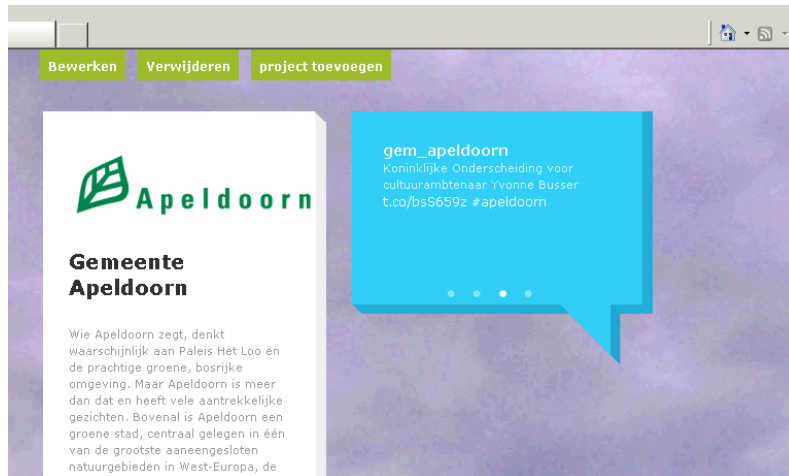 Bewerken
Verwijderen
project toevoegen
Apeldoorn
Gemeente
Apeldoorn
Wie Apeldoorn zegt, denkt
waarschijnlijk aan Paleis Het Loo en
de prachtige groene, bosrijke
omgeving. Maar Apeldoorn is meer
dan dat en heeft vele aantrekkelijke
gezichten. Bovenal is Apeldoorn een
groene stad, centraal gelegen in één
van de grootste aaneengesloten
natuurgebieden in West-Europa, de
gem_apeldoorn
Koninklijke Onderscheiding voor
cultuurambtenaar Yvonne Busser
t.co/bsS659z #apeldoorn